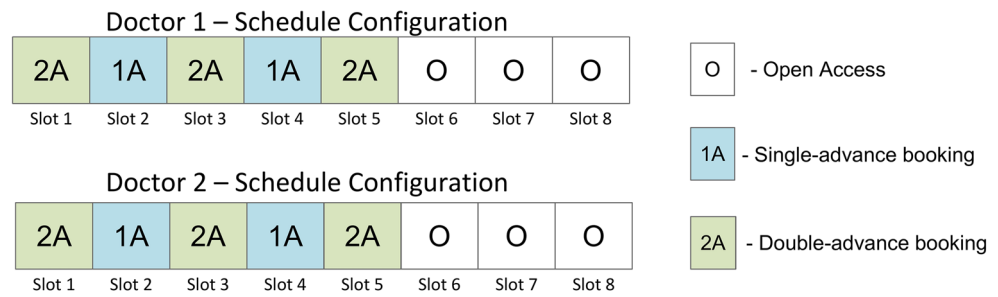 Doctor 1 – Schedule Configuration
2A 1A 2A 1A 2A O O O
Slot 1 Slot 2 Slot 3 Slot 4 Slot 5 Slot 6 Slot 7 Slot 8
Doctor 2 – Schedule Configuration
2A 1A 2A 1A 2A O O O
Slot 1 Slot 2 Slot 3 Slot 4 Slot 5 Slot 6 Slot 7 Slot 8
O - Open Access
1A - Single-advance booking
2A - Double-advance booking